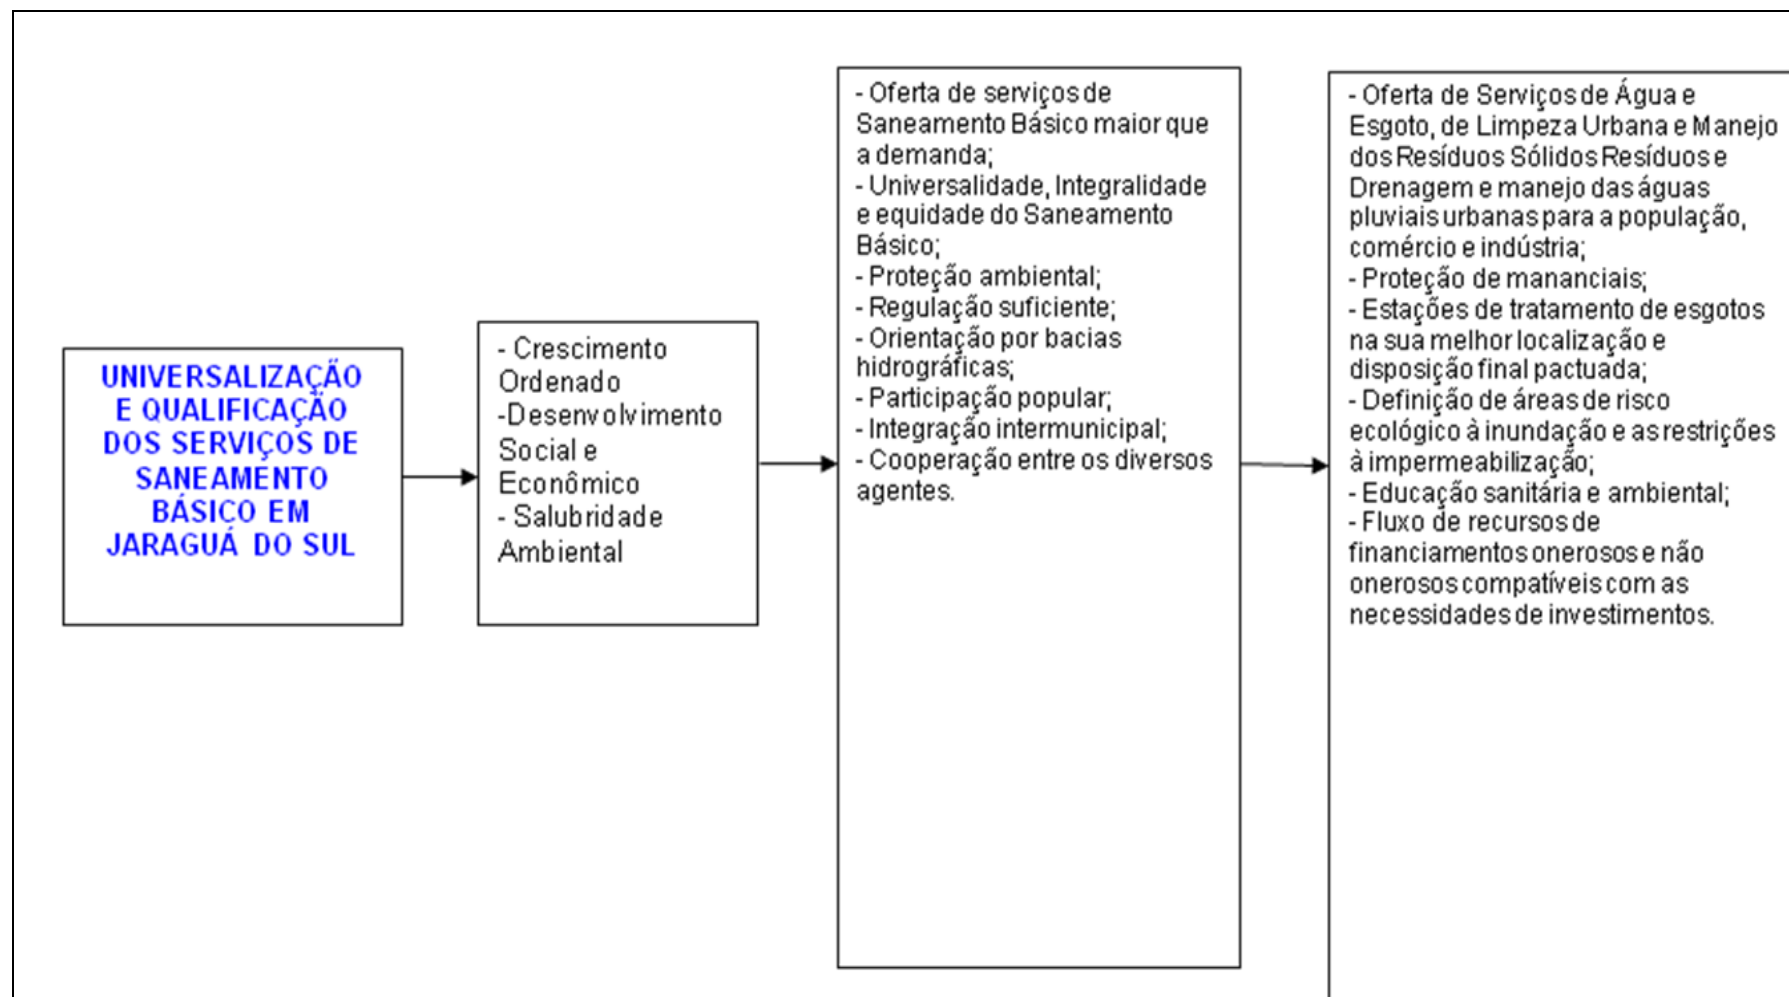 UNIVERSALIZAÇÃO
E QUALIFICAÇÃO
DOS SERVIÇOS DE
SANEAMENTO
BÁSICO EM
JARAGUÁ DO SUL
- Crescimento
Ordenado
-Desenvolvimento
Social e
Econômico
- Salubridade
Ambiental
- Oferta de serviços de
Saneamento Básico maior que
a demanda;
- Universalidade, Integralidade
e equidade do Saneamento
Básico;
- Proteção ambiental;
- Regulação suficiente;
- Orientação por bacias
hidrográficas;
- Participação popular;
- Integração intermunicipal;
- Cooperação entre os diversos
agentes.
- Oferta de Serviços de Água e
Esgoto, de Limpeza Urbana e Manejo
dos Resíduos Sólidos Resíduos e
Drenagem e manejo das águas
pluviais urbanas para a população,
comércio e indústria;
- Proteção de mananciais;
- Estações de tratamento de esgotos
na sua melhor localização e
disposição final pactuada;
- Definição de áreas de risco
ecológico à inundação e as restrições
à impermeabilização;
- Educação sanitária e ambiental;
- Fluxo de recursos de
financiamentos onerosos e não
onerosos compatíveis com as
necessidades de investimentos.